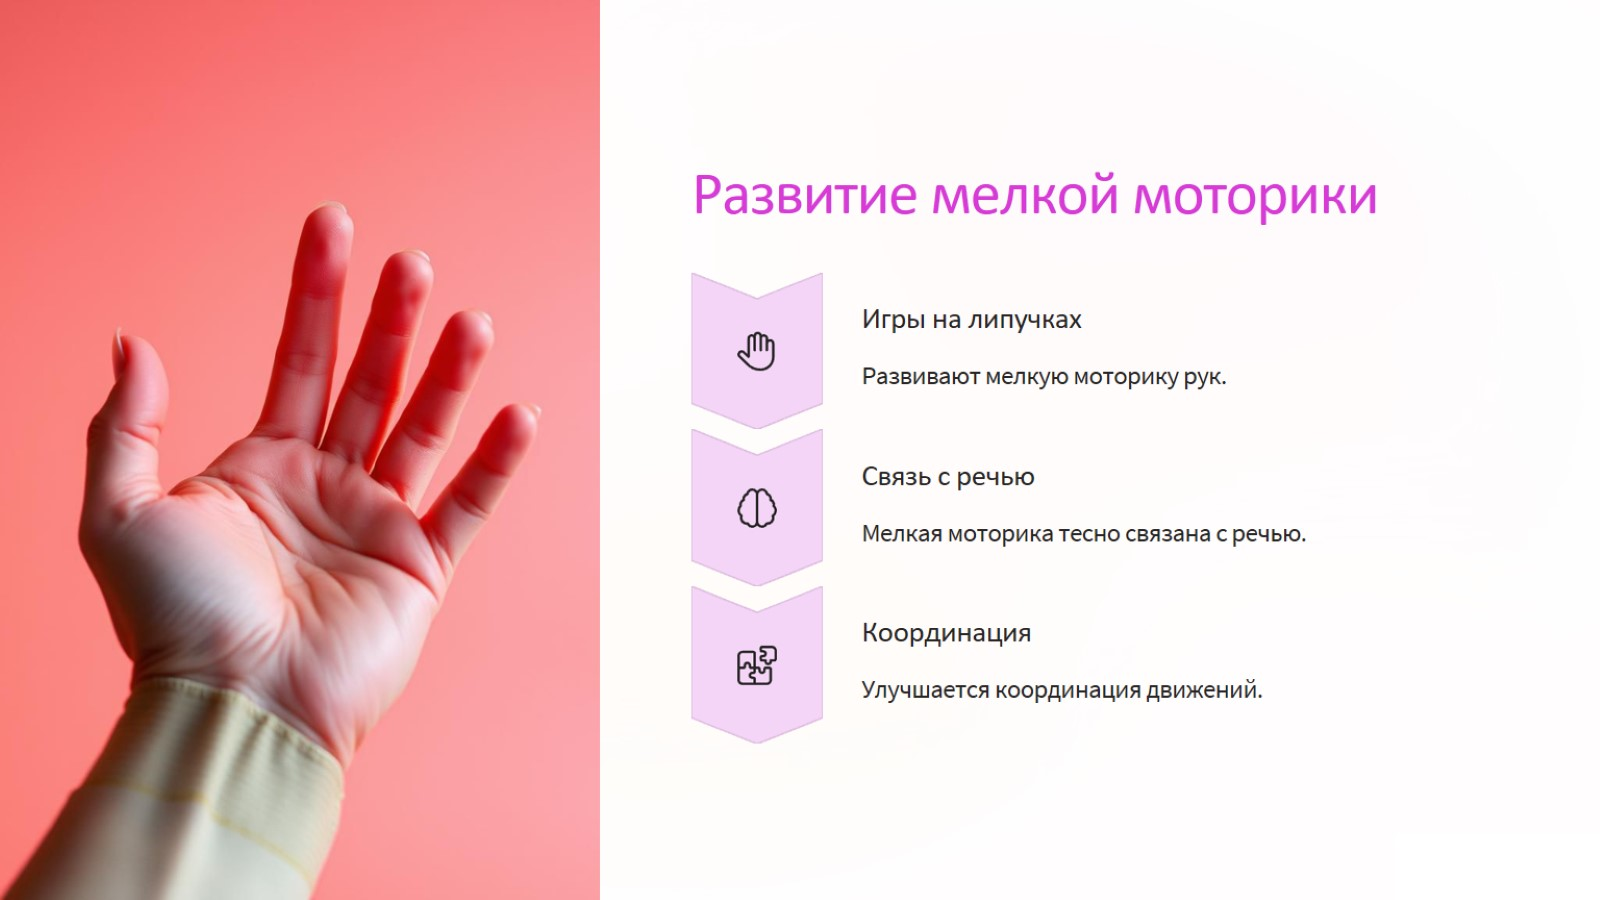 Развитие мелкой моторики
Игры на липучках
Развивают мелкую моторику рук.
Связь с речью
Мелкая моторика тесно связана с речью.
Координация
Улучшается координация движений.